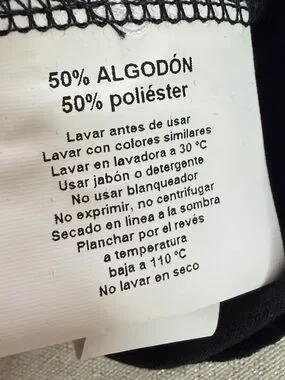 50% ALGODÓN
50% poliéster
Lavar antes de usar
Lavar con colores similares
Lavar en lavadora a 30 °C
Usar jabón o detergente
No usar blanqueador
No exprimir, no centrifugar
Secado en línea a la sombra
Planchar por el revés
a temperatura
baja a 110 °C
No lavar en seco